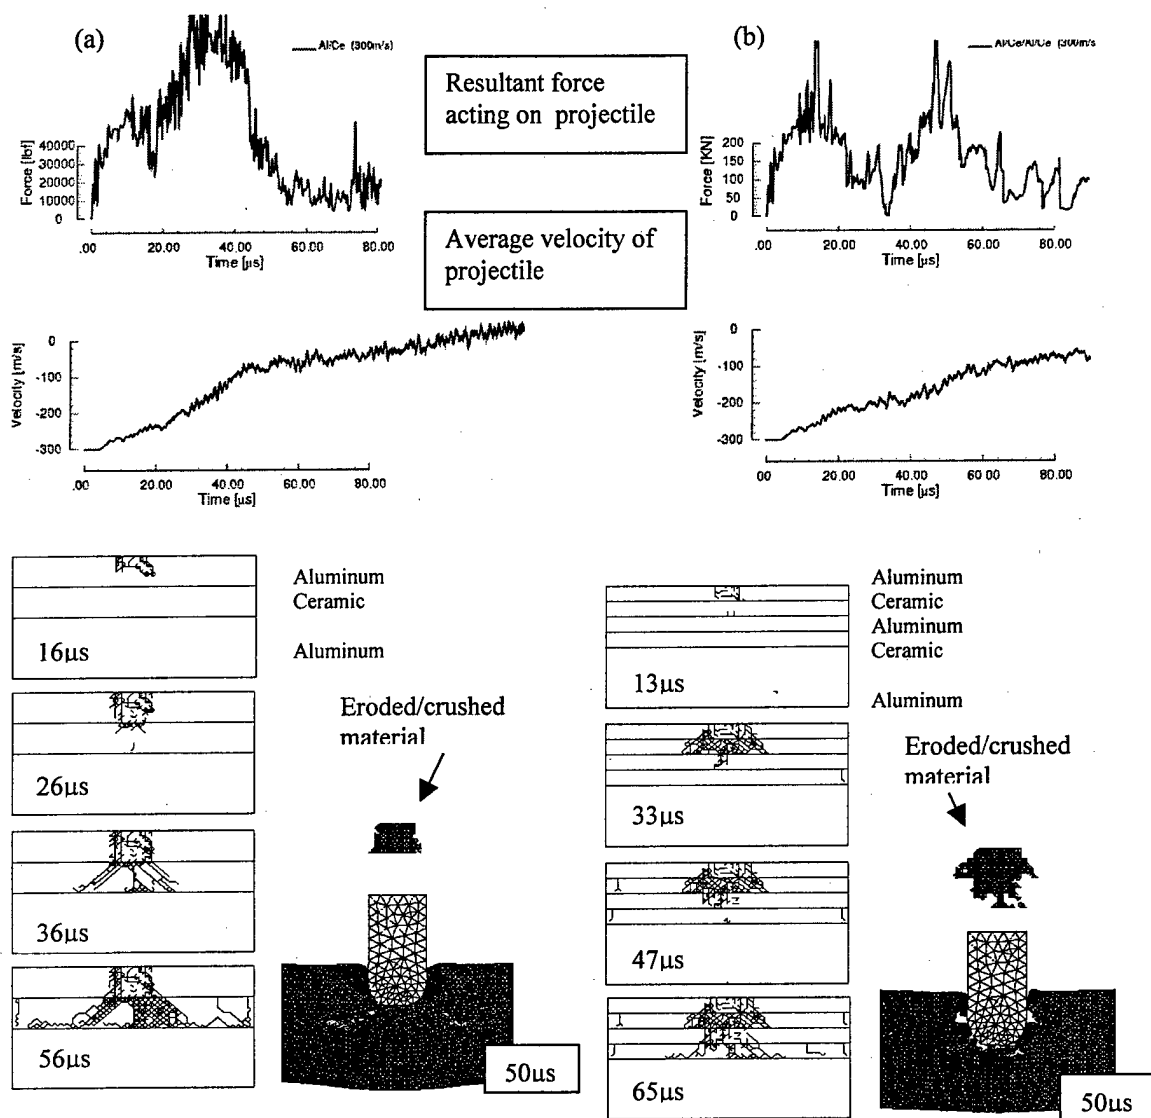 (a)
Al/Ce (300m/s)
Force [lbf]
40000
30000
20000
10000
0
.00 20.00 40.00 60.00 80.00
Time [µs]
Resultant force
acting on projectile
(b)
Al/Ce/Al/Ce (300m/s
Force [KN]
200
150
100
50
0
.00 20.00 40.00 60.00 80.00
Time [µs]
Average velocity of
projectile
Velocity [m/s]
0
-100
-200
-300
.00 20.00 40.00 60.00 80.00
Time [µs]
Velocity [m/s]
0
-100
-200
-300
.00 20.00 40.00 60.00 80.00
Time [µs]
Aluminum
Ceramic
Aluminum
16µs
26µs
36µs
56µs
Eroded/crushed
material
50µs
Aluminum
Ceramic
Aluminum
Ceramic
Aluminum
13µs
33µs
47µs
65µs
Eroded/crushed
material
50µs